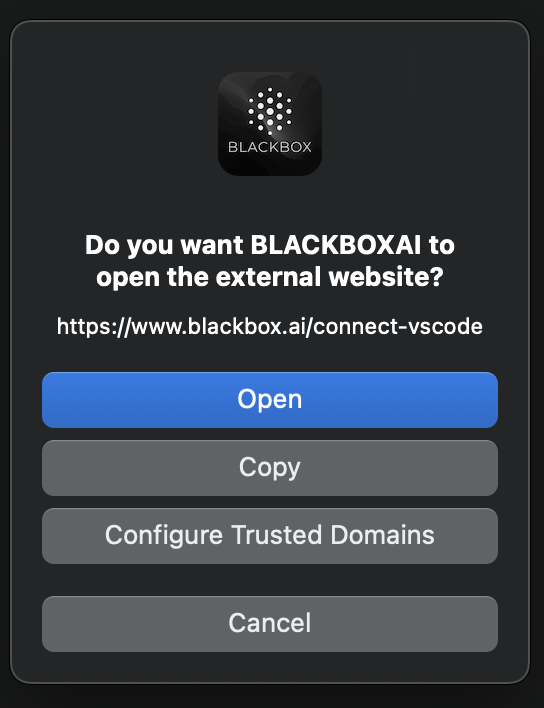 BLACKBOX
Do you want BLACKBOXAI to
open the external website?
https://www.blackbox.ai/connect-vscode
Open
Copy
Configure Trusted Domains
Cancel